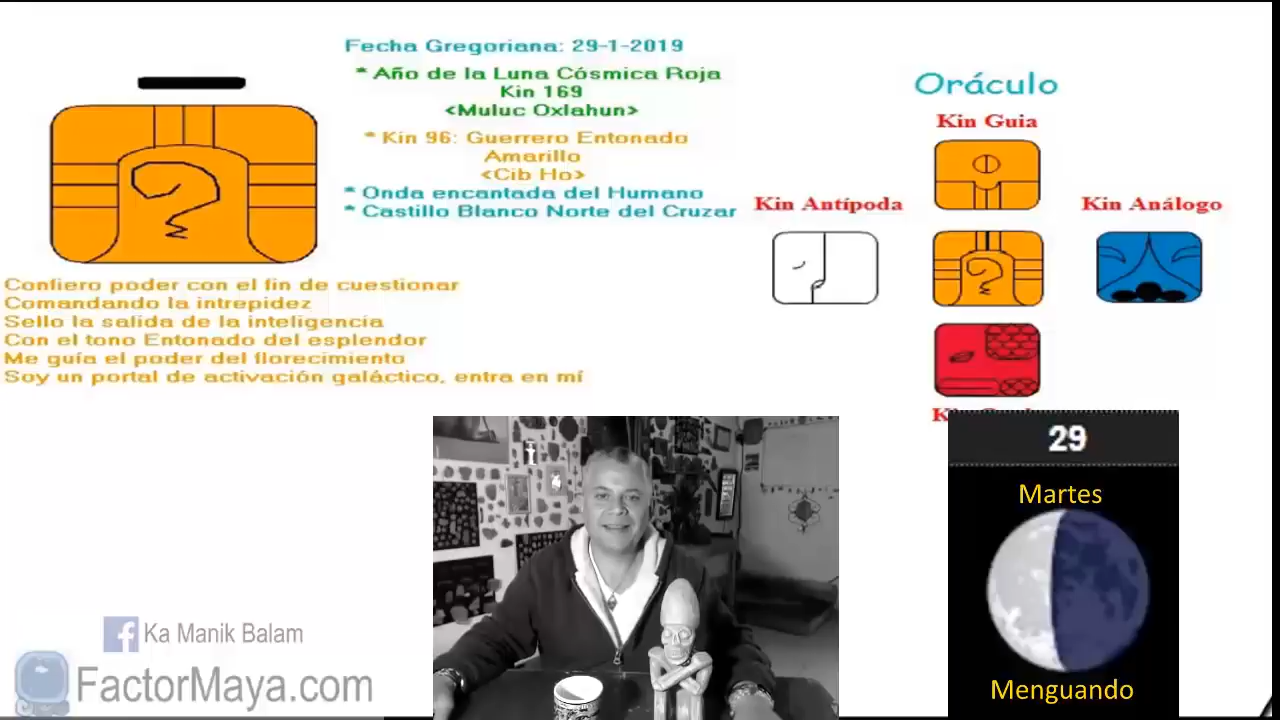 Fecha Gregoriana: 29-1-2019
* Año de la Luna Cósmica Roja
Kin 169
<Muluc Oxlahun>
* Kin 96: Guerrero Entonado
Amarillo
<Cib Ho>
* Onda encantada del Humano
* Castillo Blanco Norte del Cruzar
Confiero poder con el fin de cuestionar
Comandando la intrepidez
Sello la salida de la inteligencia
Con el tono Entonado del esplendor
Me guía el poder del florecimiento
Soy un portal de activación galáctico, entra en mí
Oráculo
Kin Guia
Kin Antípoda
Kin Análogo
29
Martes
Menguando
Ka Manik Balam
FactorMaya.com